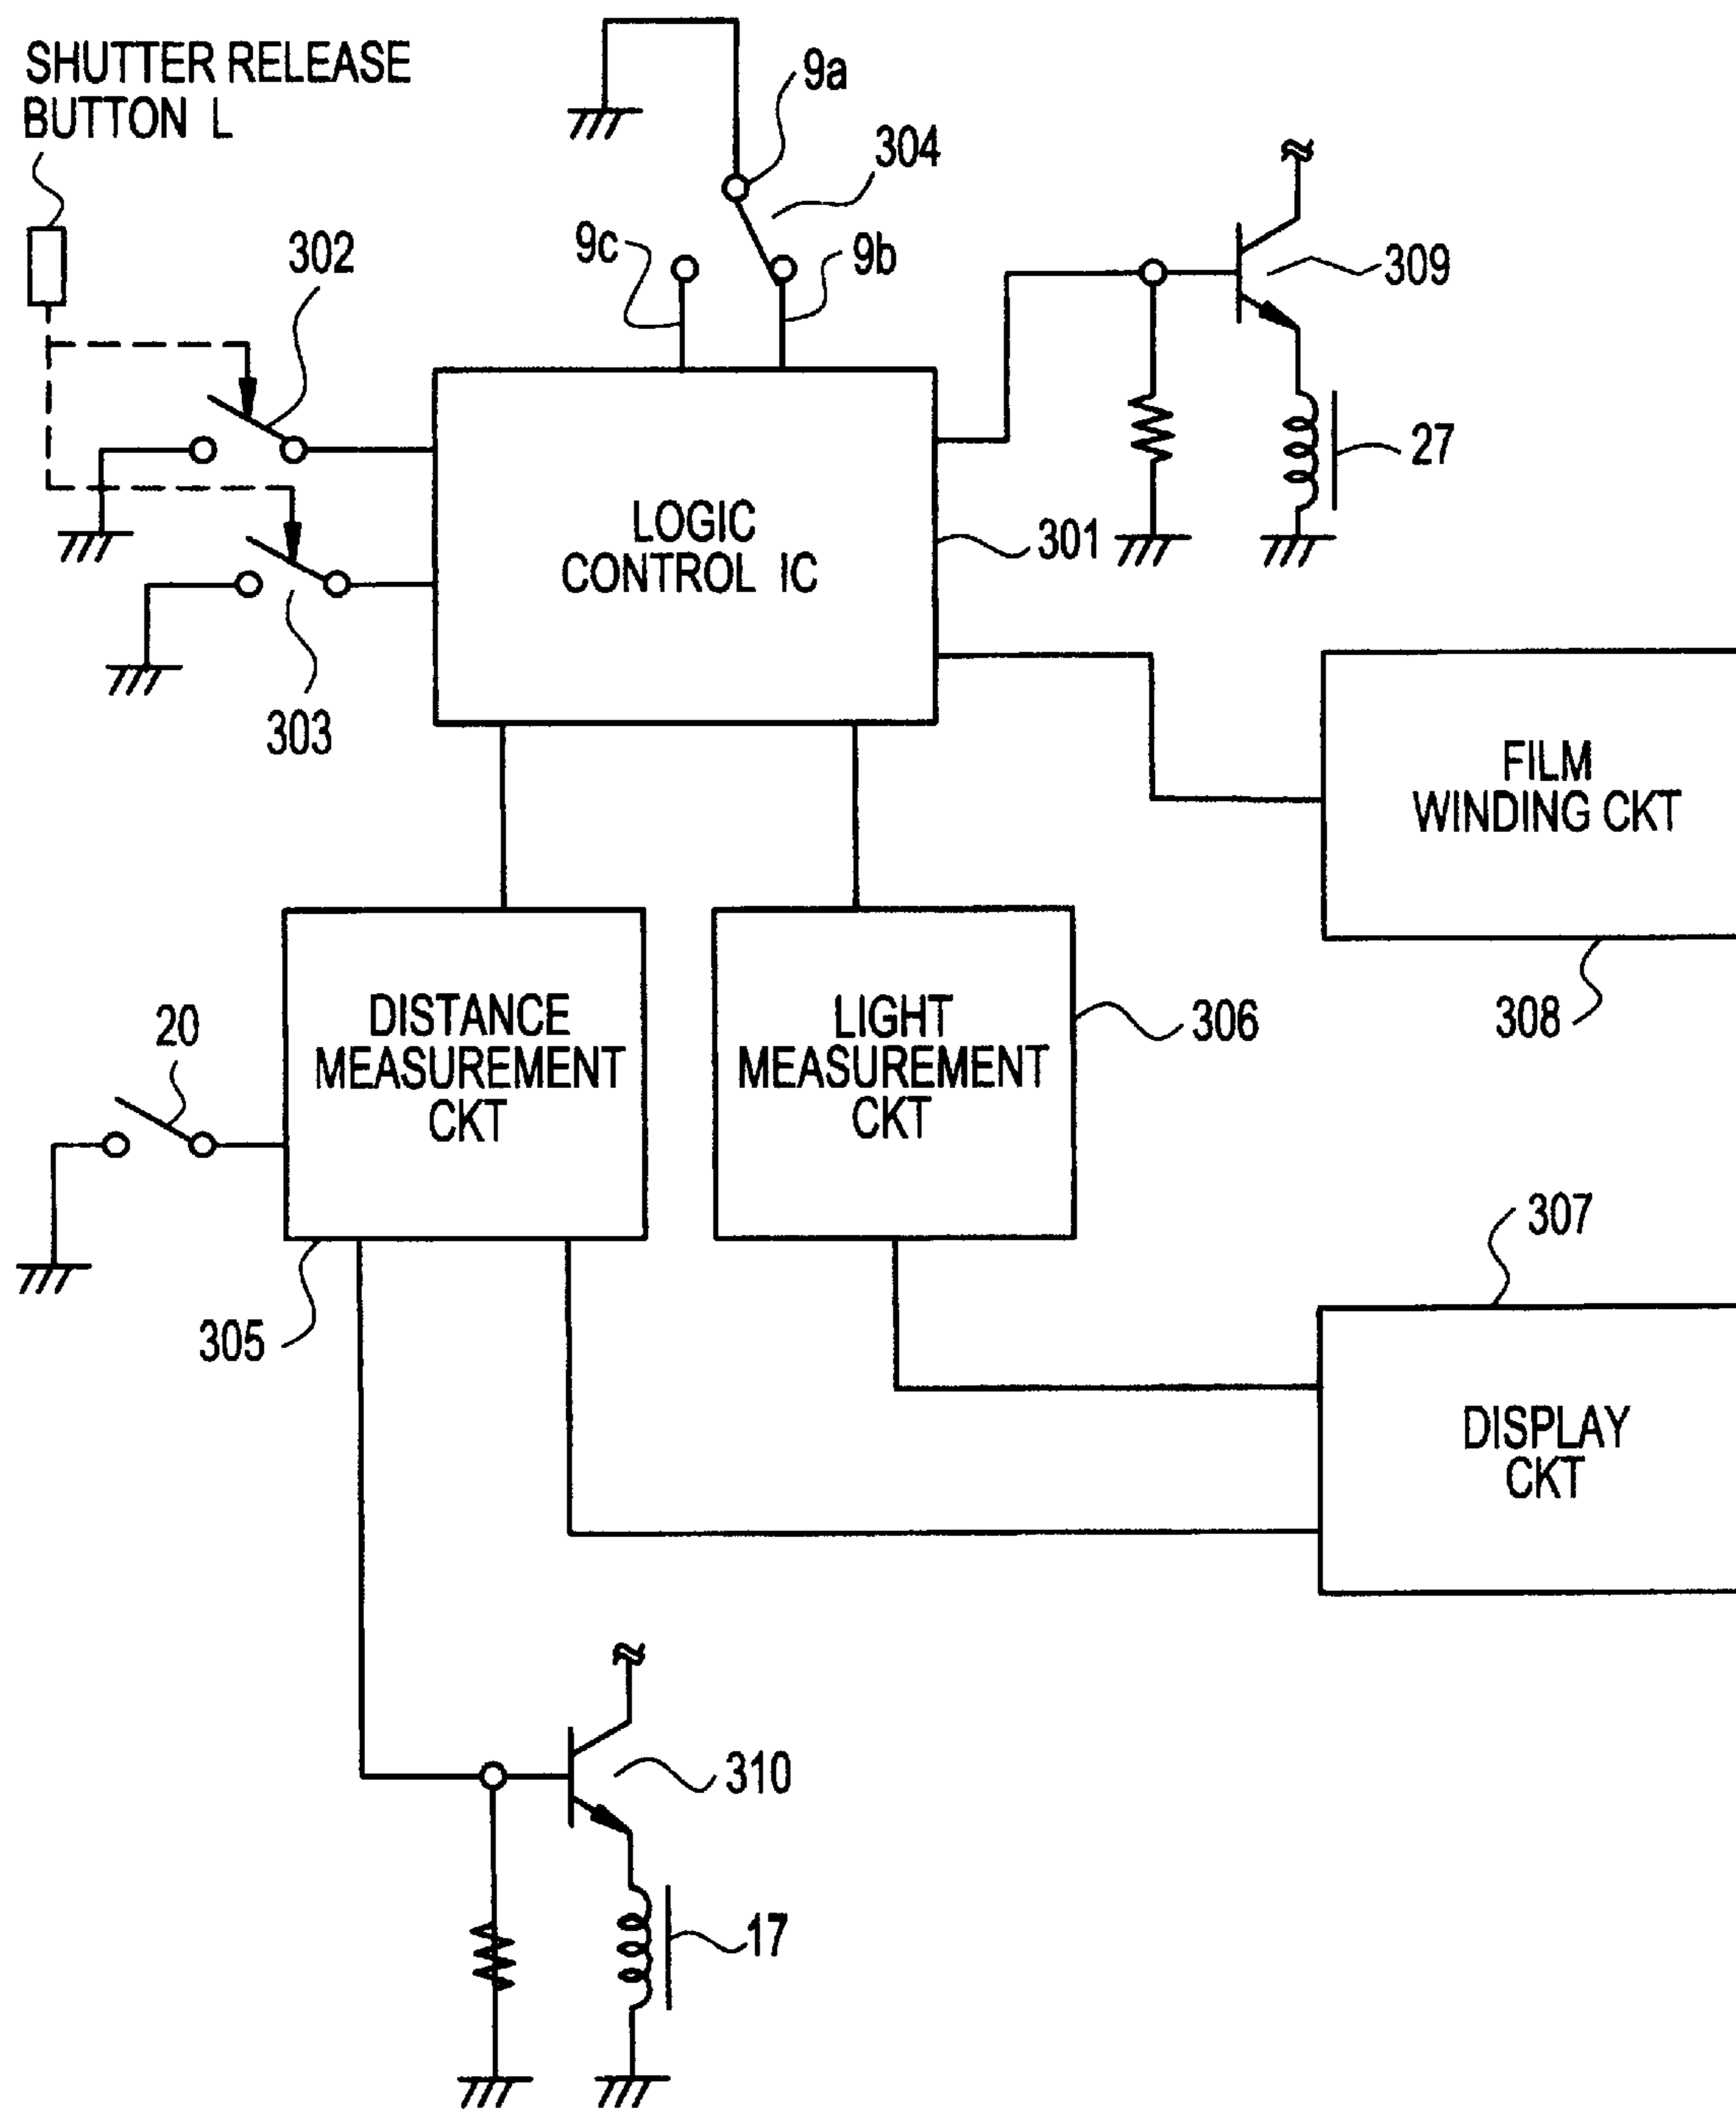 SHUTTER RELEASE
BUTTON L
9a
304
9c
9b
302
309
27
LOGIC
CONTROL IC
301
303
FILM
WINDING CKT
308
DISTANCE
MEASUREMENT
CKT
LIGHT
MEASUREMENT
CKT
306
20
305
307
DISPLAY
CKT
310
17